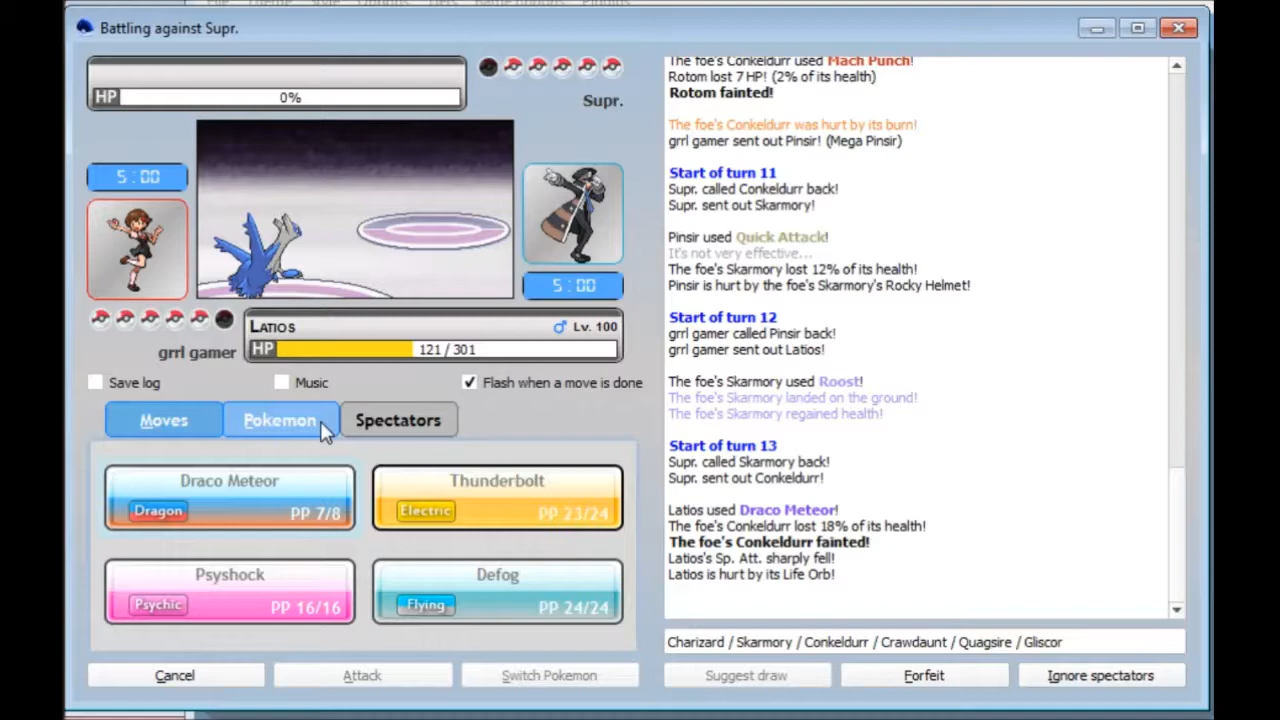 Battling against Supr.
HP 0%
Supr.
5:00
5:00
LATIOS ♂ Lv. 100
HP 121 / 301
grrl gamer
Save log Music Flash when a move is done
Moves Pokemon Spectators
Draco Meteor
Dragon PP 7/8
Thunderbolt
Electric PP 23/24
Psyshock
Psychic PP 16/16
Defog
Flying PP 24/24
Cancel Attack Switch Pokemon
The foe's Conkeldurr used Mach Punch!
Rotom lost 7 HP! (2% of its health)
Rotom fainted!
The foe's Conkeldurr was hurt by its burn!
grrl gamer sent out Pinsir! (Mega Pinsir)
Start of turn 11
Supr. called Conkeldurr back!
Supr. sent out Skarmory!
Pinsir used Quick Attack!
It's not very effective...
The foe's Skarmory lost 12% of its health!
Pinsir is hurt by the foe's Skarmory's Rocky Helmet!
Start of turn 12
grrl gamer called Pinsir back!
grrl gamer sent out Latios!
The foe's Skarmory used Roost!
The foe's Skarmory landed on the ground!
The foe's Skarmory regained health!
Start of turn 13
Supr. called Skarmory back!
Supr. sent out Conkeldurr!
Latios used Draco Meteor!
The foe's Conkeldurr lost 18% of its health!
The foe's Conkeldurr fainted!
Latios's Sp. Att. sharply fell!
Latios is hurt by its Life Orb!
Charizard / Skarmory / Conkeldurr / Crawdaunt / Quagsire / Gliscor
Suggest draw Forfeit Ignore spectators